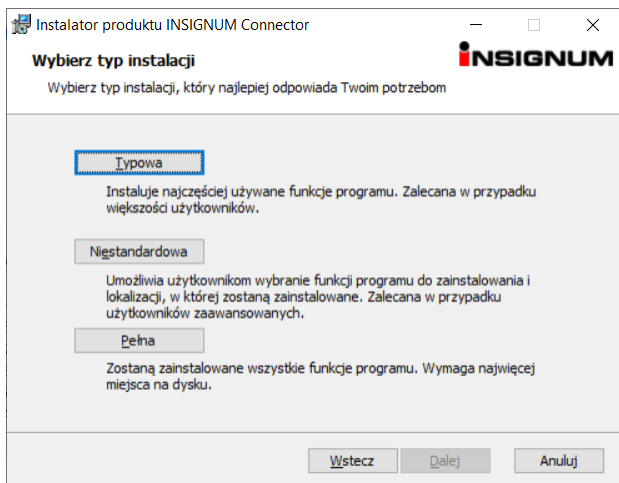 Instalator produktu INSIGNUM Connector
Wybierz typ instalacji
INSIGNUM
Wybierz typ instalacji, który najlepiej odpowiada Twoim potrzebom
Typowa
Instaluje najczęściej używane funkcje programu. Zalecana w przypadku
większości użytkowników.
Niestandardowa
Umożliwia użytkownikom wybranie funkcji programu do zainstalowania i
lokalizacji, w której zostaną zainstalowane. Zalecana w przypadku
użytkowników zaawansowanych.
Pełna
Zostaną zainstalowane wszystkie funkcje programu. Wymaga najwięcej
miejsca na dysku.
Wstecz
Dalej
Anuluj